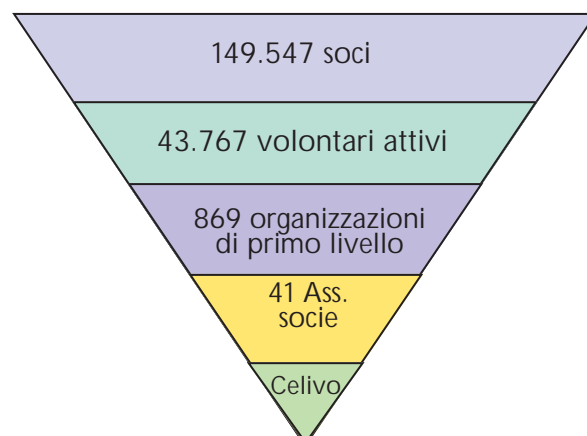 149.547 soci
43.767 volontari attivi
869 organizzazioni
di primo livello
41 Ass.
socie
Celivo